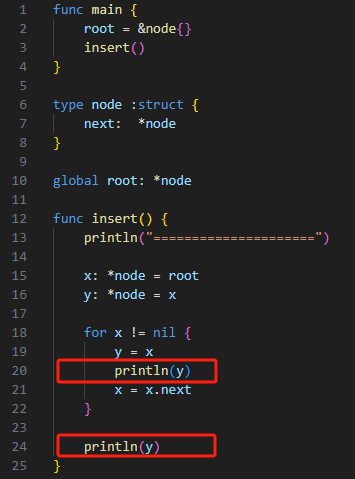 1 func main {
2     root = &node{}
3     insert()
4 }
5
6 type node :struct {
7     next:  *node
8 }
9
10 global root: *node
11
12 func insert() {
13     println("=====================")
14
15     x: *node = root
16     y: *node = x
17
18     for x != nil {
19         y = x
20         println(y)
21         x = x.next
22     }
23
24     println(y)
25 }